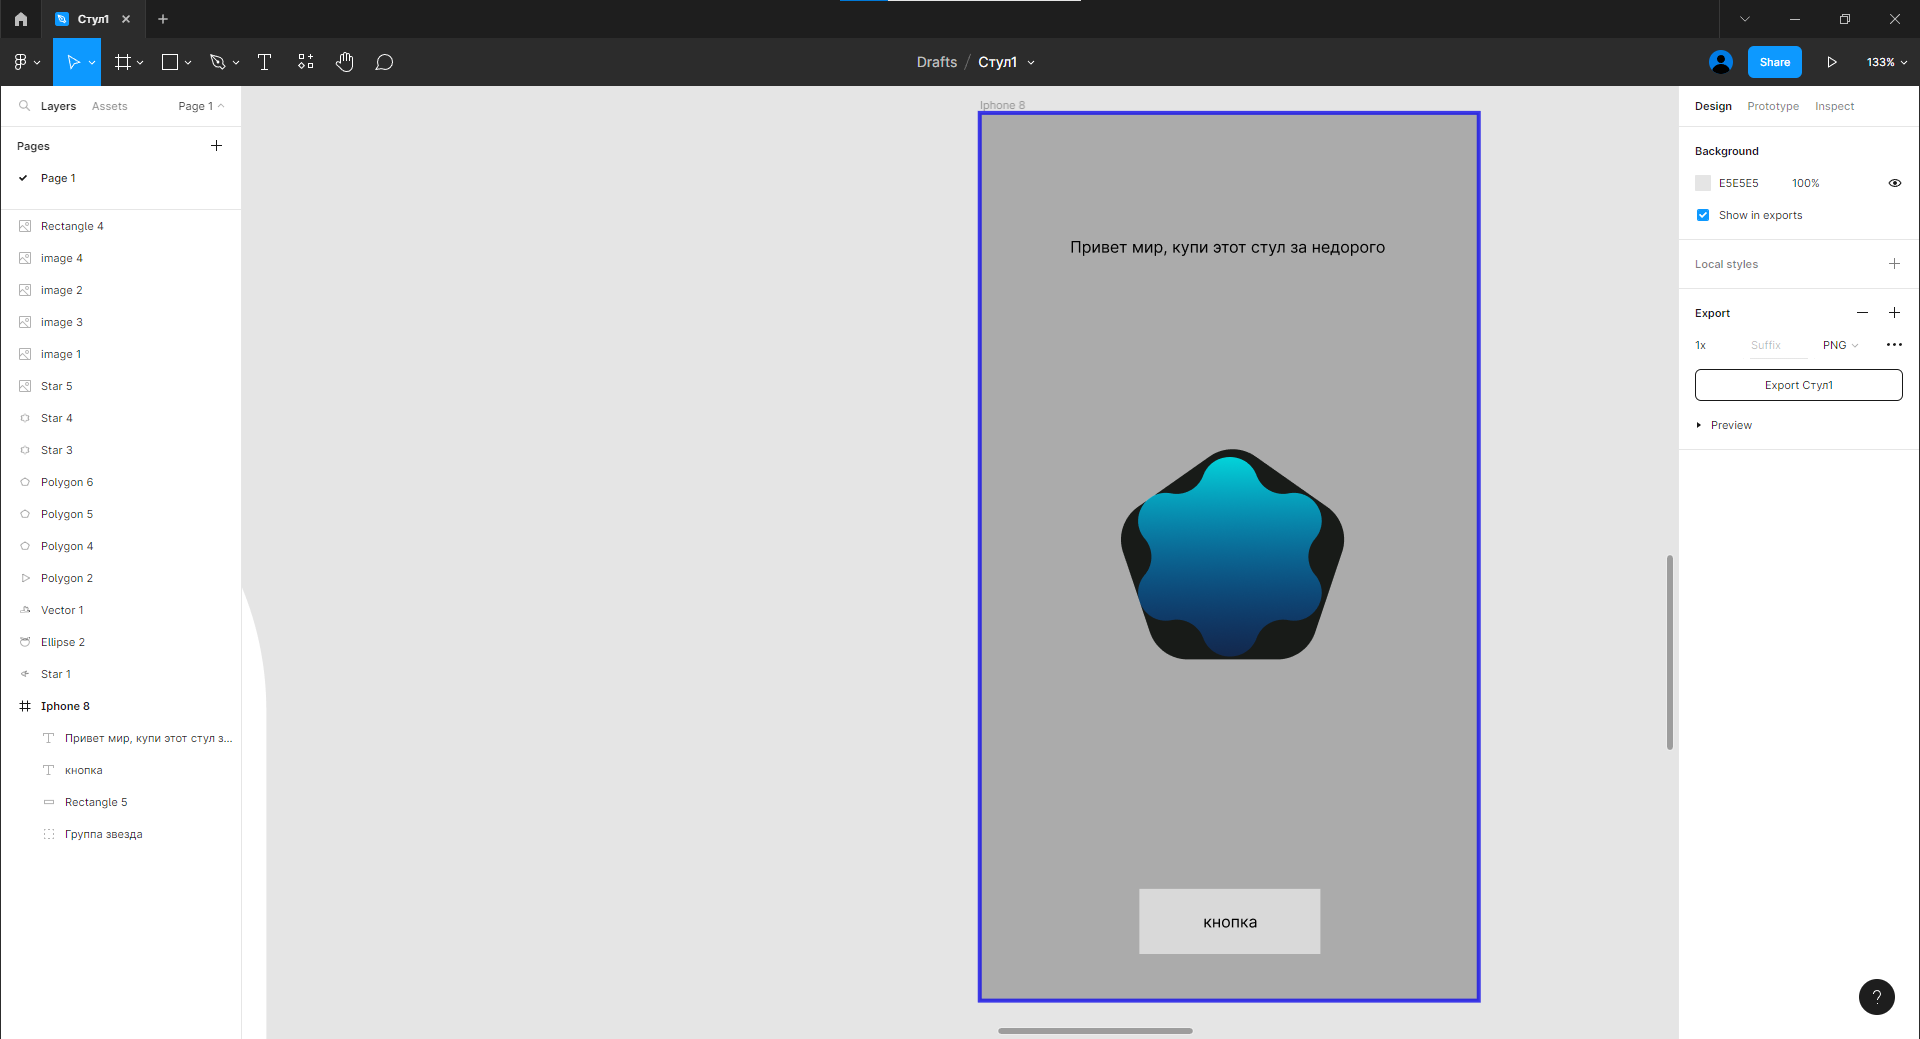 Стул1
Drafts / Стул1
Share
133%
Layers
Assets
Page 1
Pages
Page 1
Rectangle 4
image 4
image 2
image 3
image 1
Star 5
Star 4
Star 3
Polygon 6
Polygon 5
Polygon 4
Polygon 2
Vector 1
Ellipse 2
Star 1
Iphone 8
Привет мир, купи этот стул з...
кнопка
Rectangle 5
Группа звезда
Iphone 8
Привет мир, купи этот стул за недорого
кнопка
Design
Prototype
Inspect
Background
E5E5E5
100%
Show in exports
Local styles
Export
1x
Suffix
PNG
Export Стул1
Preview
?